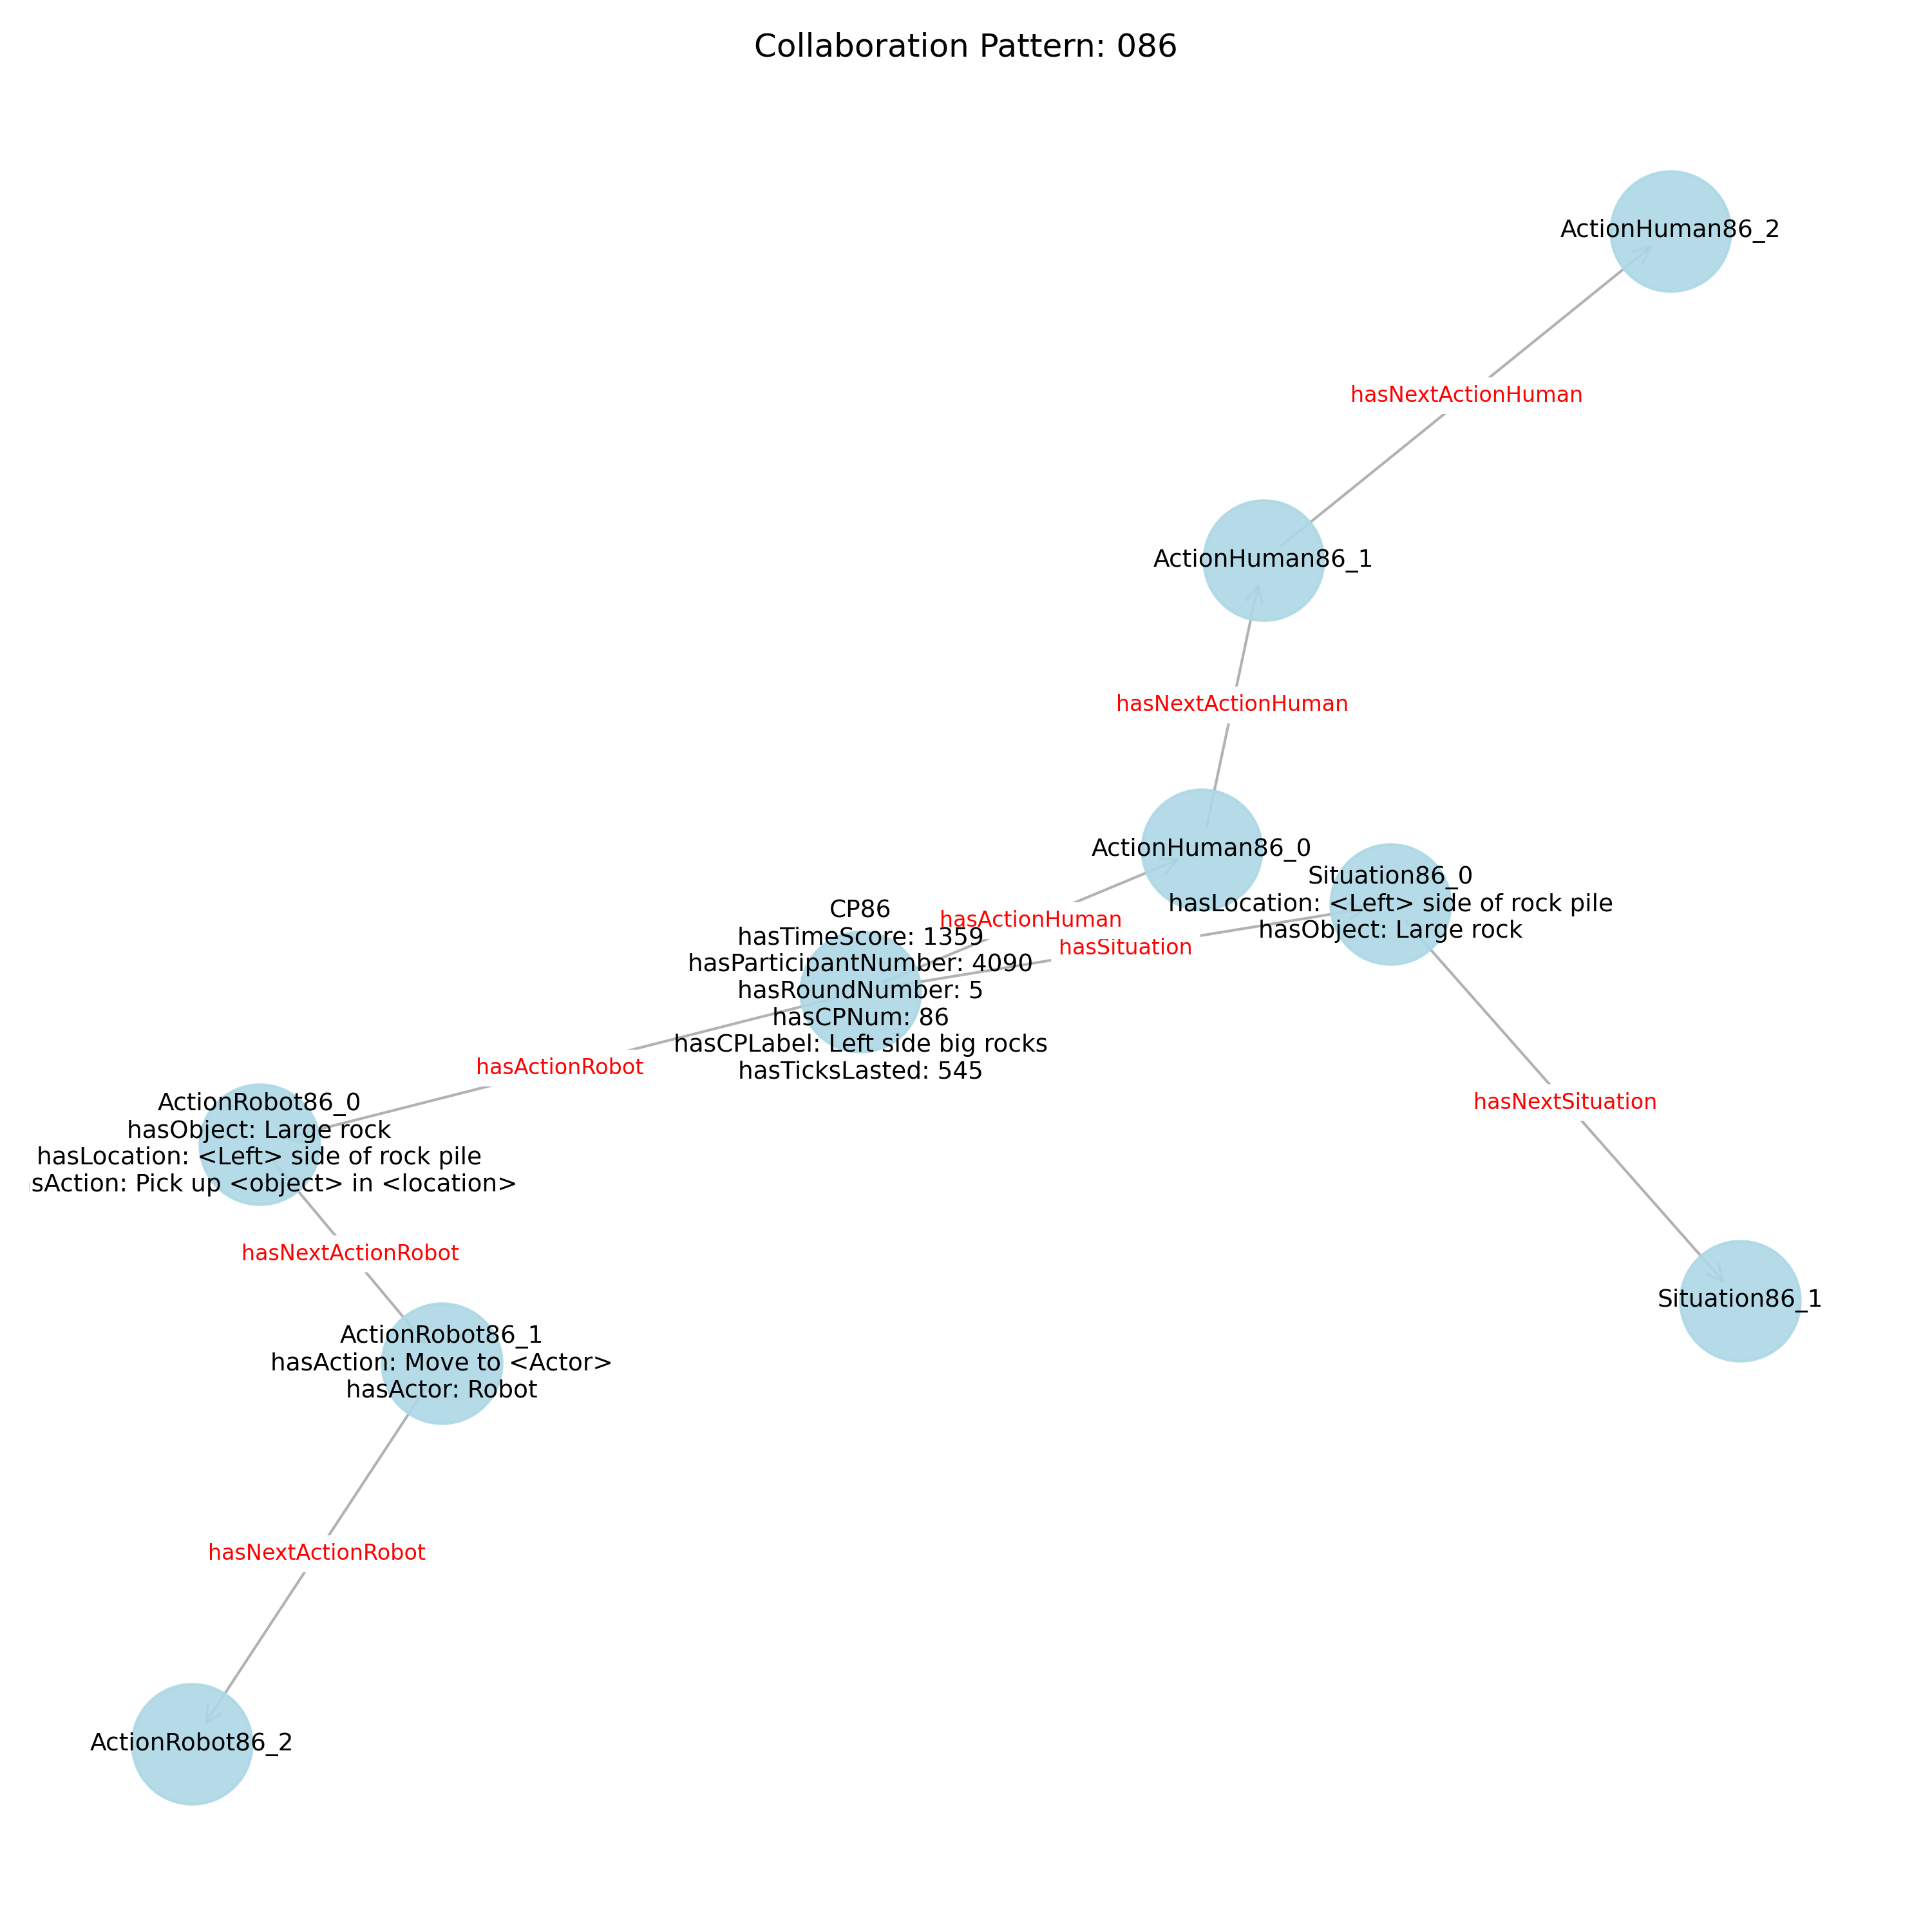 Collaboration Pattern: 086
ActionHuman86_2
hasNextActionHuman
ActionHuman86_1
hasNextActionHuman
ActionHuman86_0
Situation86_0
hasLocation: <Left> side of rock pile
hasObject: Large rock
hasActionHuman
hasSituation
CP86
hasTimeScore: 1359
hasParticipantNumber: 4090
hasRoundNumber: 5
hasCPNum: 86
hasCPLabel: Left side big rocks
hasTicksLasted: 545
hasActionRobot
ActionRobot86_0
hasObject: Large rock
hasLocation: <Left> side of rock pile
sAction: Pick up <object> in <location>
hasNextSituation
hasNextActionRobot
Situation86_1
ActionRobot86_1
hasAction: Move to <Actor>
hasActor: Robot
hasNextActionRobot
ActionRobot86_2